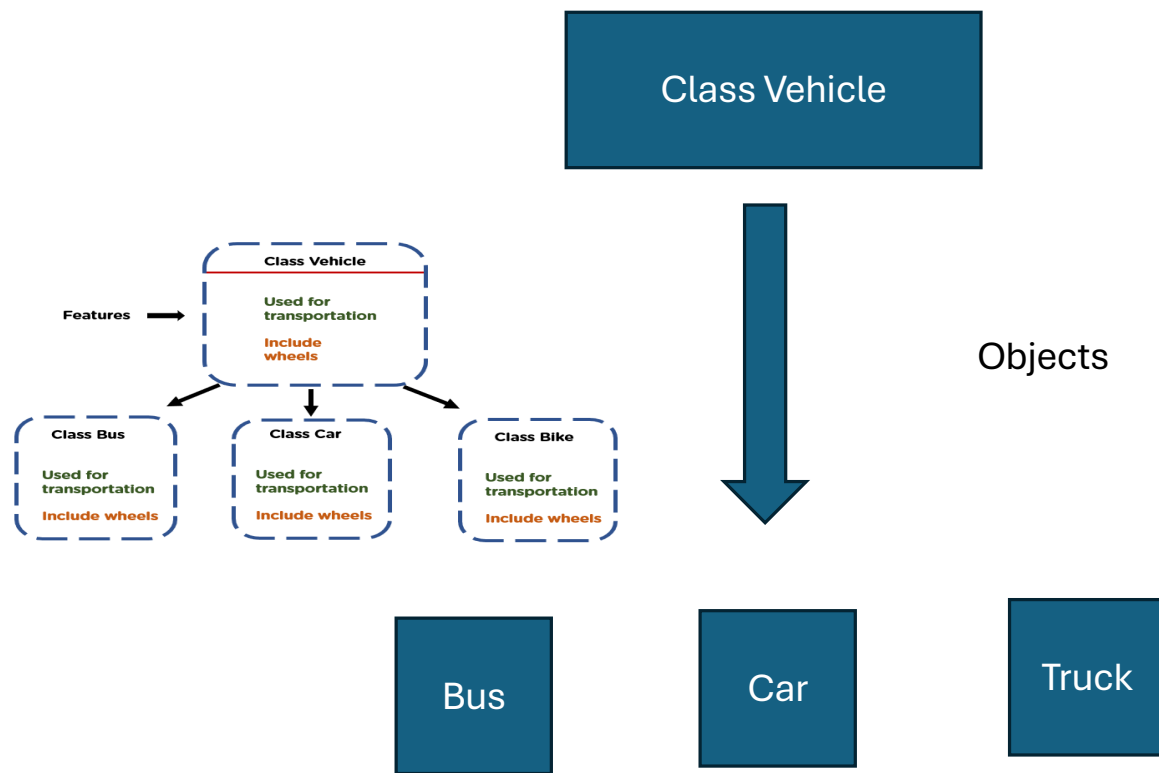 Class Vehicle
Class Vehicle
Features
Used for
transportation
Include
wheels
Objects
Class Bus
Used for
transportation
Include wheels
Class Car
Used for
transportation
Include wheels
Class Bike
Used for
transportation
Include wheels
Bus
Car
Truck